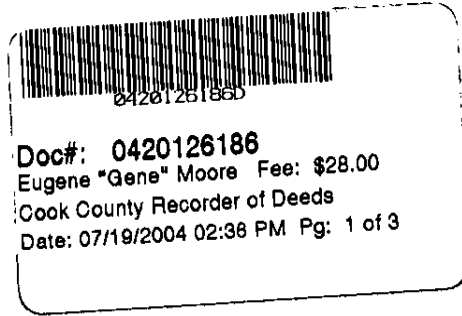 0420126186D
Doc#: 0420126186
Eugene "Gene" Moore Fee: $28.00
Cook County Recorder of Deeds
Date: 07/19/2004 02:36 PM Pg: 1 of 3